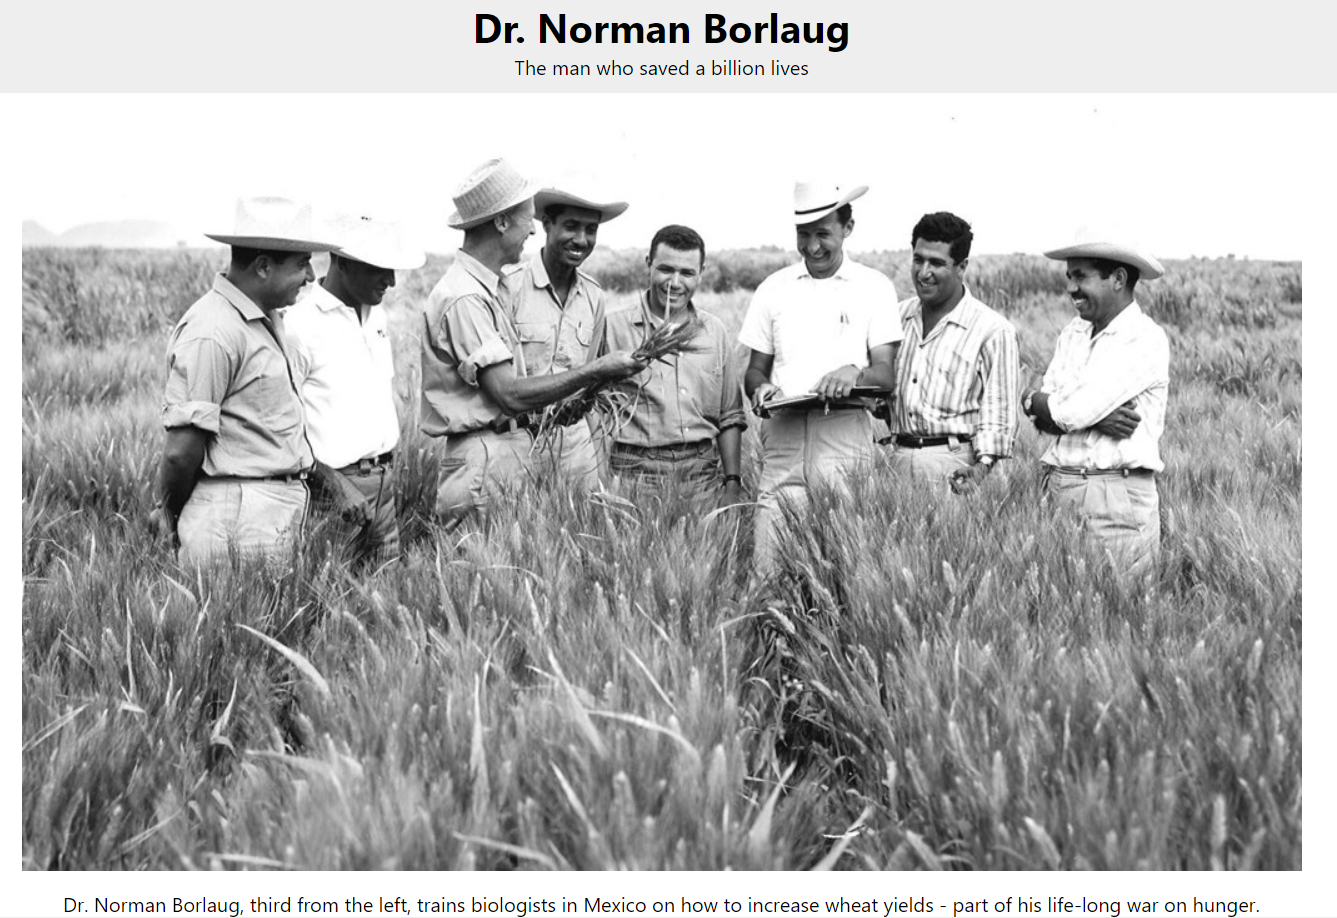 Dr. Norman Borlaug
The man who saved a billion lives
Dr. Norman Borlaug, third from the left, trains biologists in Mexico on how to increase wheat yields - part of his life-long war on hunger.